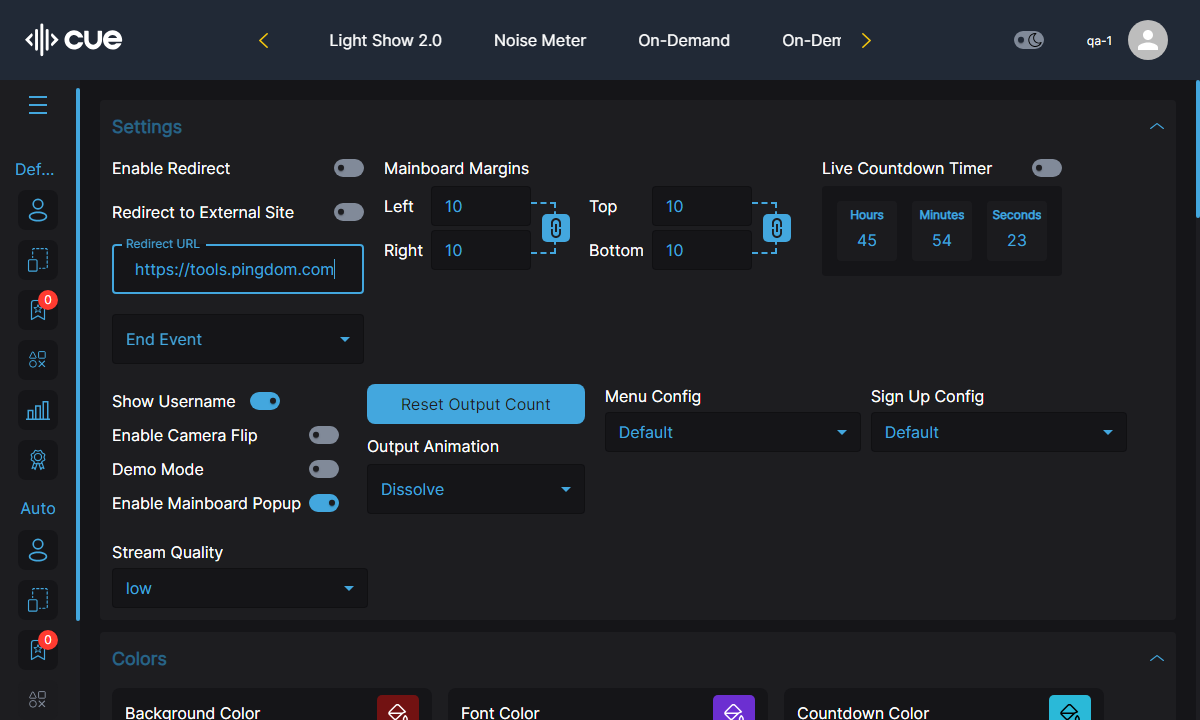 cue
Light Show 2.0
Noise Meter
On-Demand
On-Dem
qa-1
Def...
0
Auto
0
Settings
Enable Redirect
Redirect to External Site
Redirect URL
https://tools.pingdom.com
End Event
Mainboard Margins
Left
10
Right
10
Top
10
Bottom
10
Live Countdown Timer
Hours
Minutes
Seconds
45
54
23
Show Username
Enable Camera Flip
Demo Mode
Enable Mainboard Popup
Reset Output Count
Output Animation
Dissolve
Menu Config
Default
Sign Up Config
Default
Stream Quality
low
Colors
Background Color
Font Color
Countdown Color